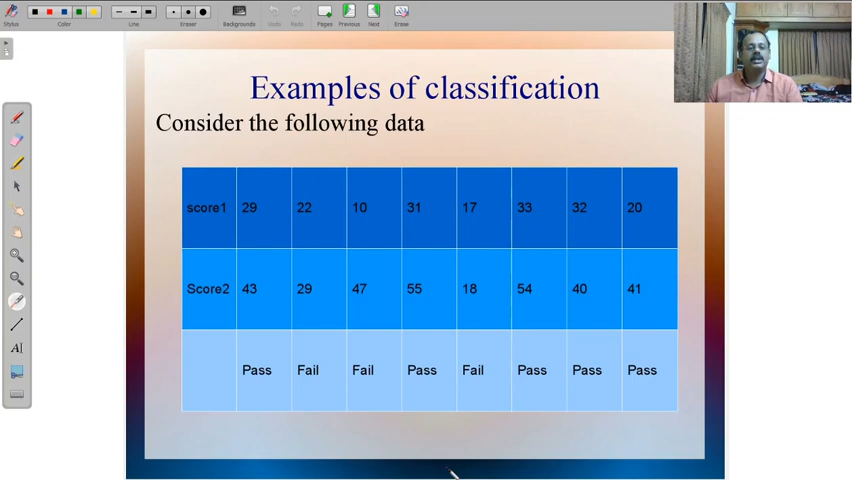 Stylus Color Line Eraser Backgrounds Undo Redo Pages Previous Next Erase
Examples of classification
Consider the following data
score1 29 22 10 31 17 33 32 20
Score2 43 29 47 55 18 54 40 41
Pass Fail Fail Pass Fail Pass Pass Pass